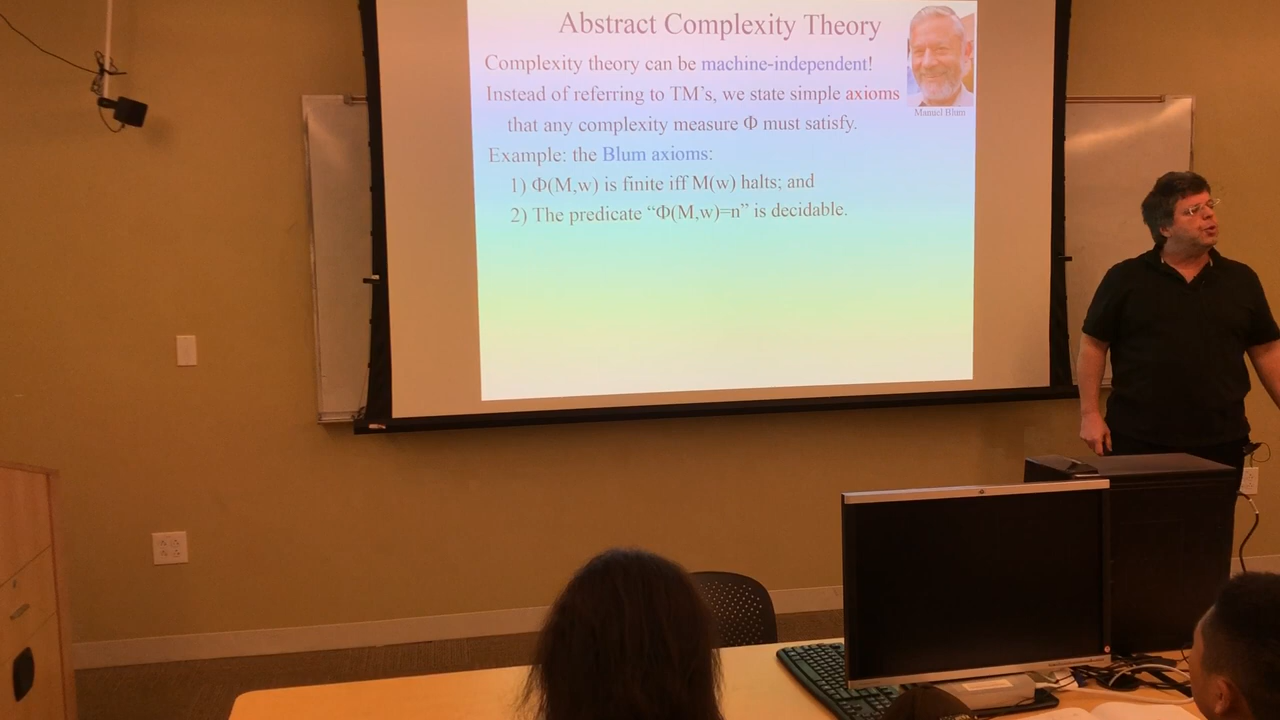 Abstract Complexity Theory
Complexity theory can be machine-independent!
Instead of referring to TM's, we state simple axioms
that any complexity measure Φ must satisfy.
Manuel Blum
Example: the Blum axioms:
1) Φ(M,w) is finite iff M(w) halts; and
2) The predicate “Φ(M,w)=n” is decidable.